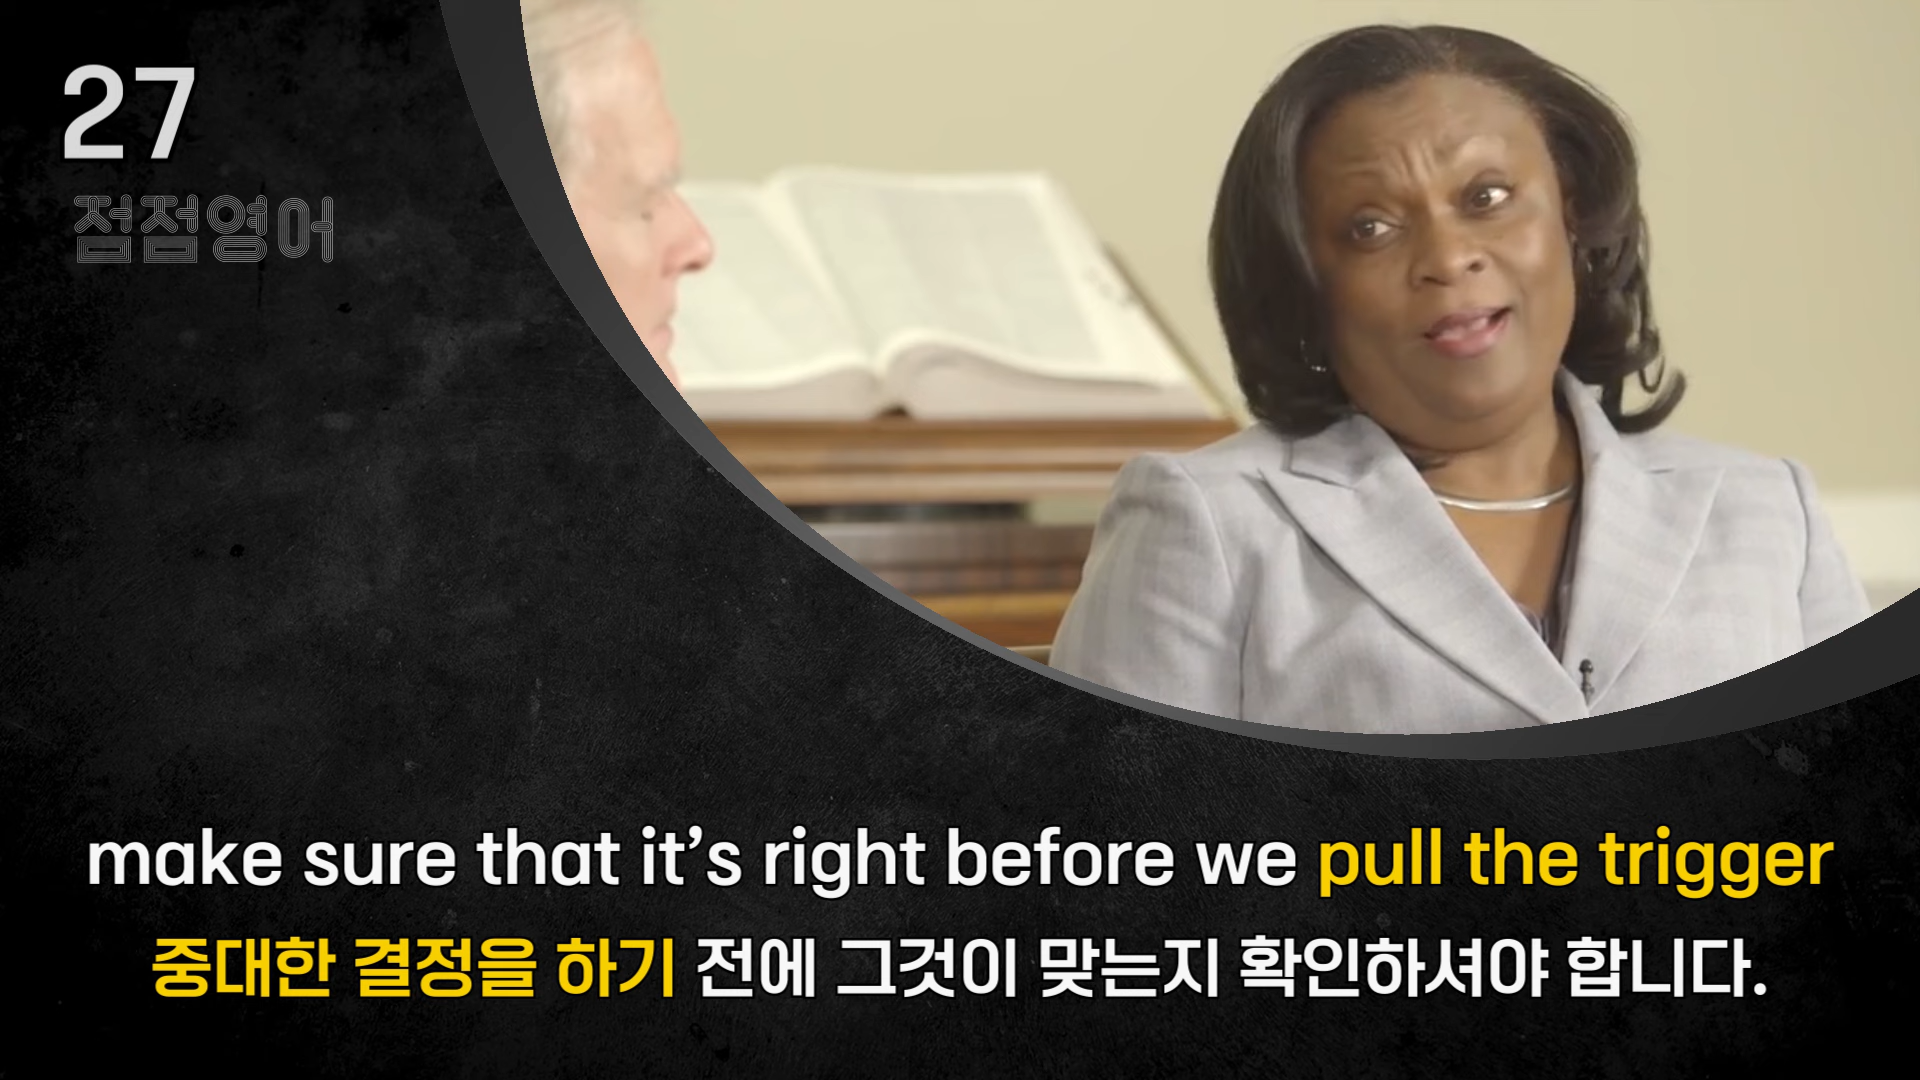 27
점점영어
make sure that it’s right before we pull the trigger
중대한 결정을 하기 전에 그것이 맞는지 확인하셔야 합니다.